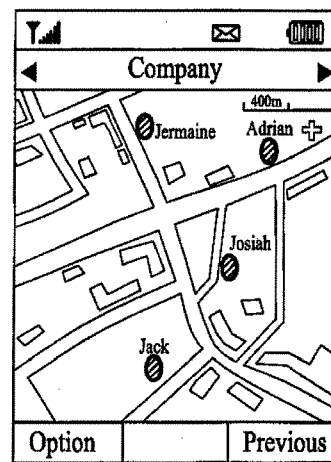 Company
400m
Jermaine
Adrian
Josiah
Jack
Option Previous